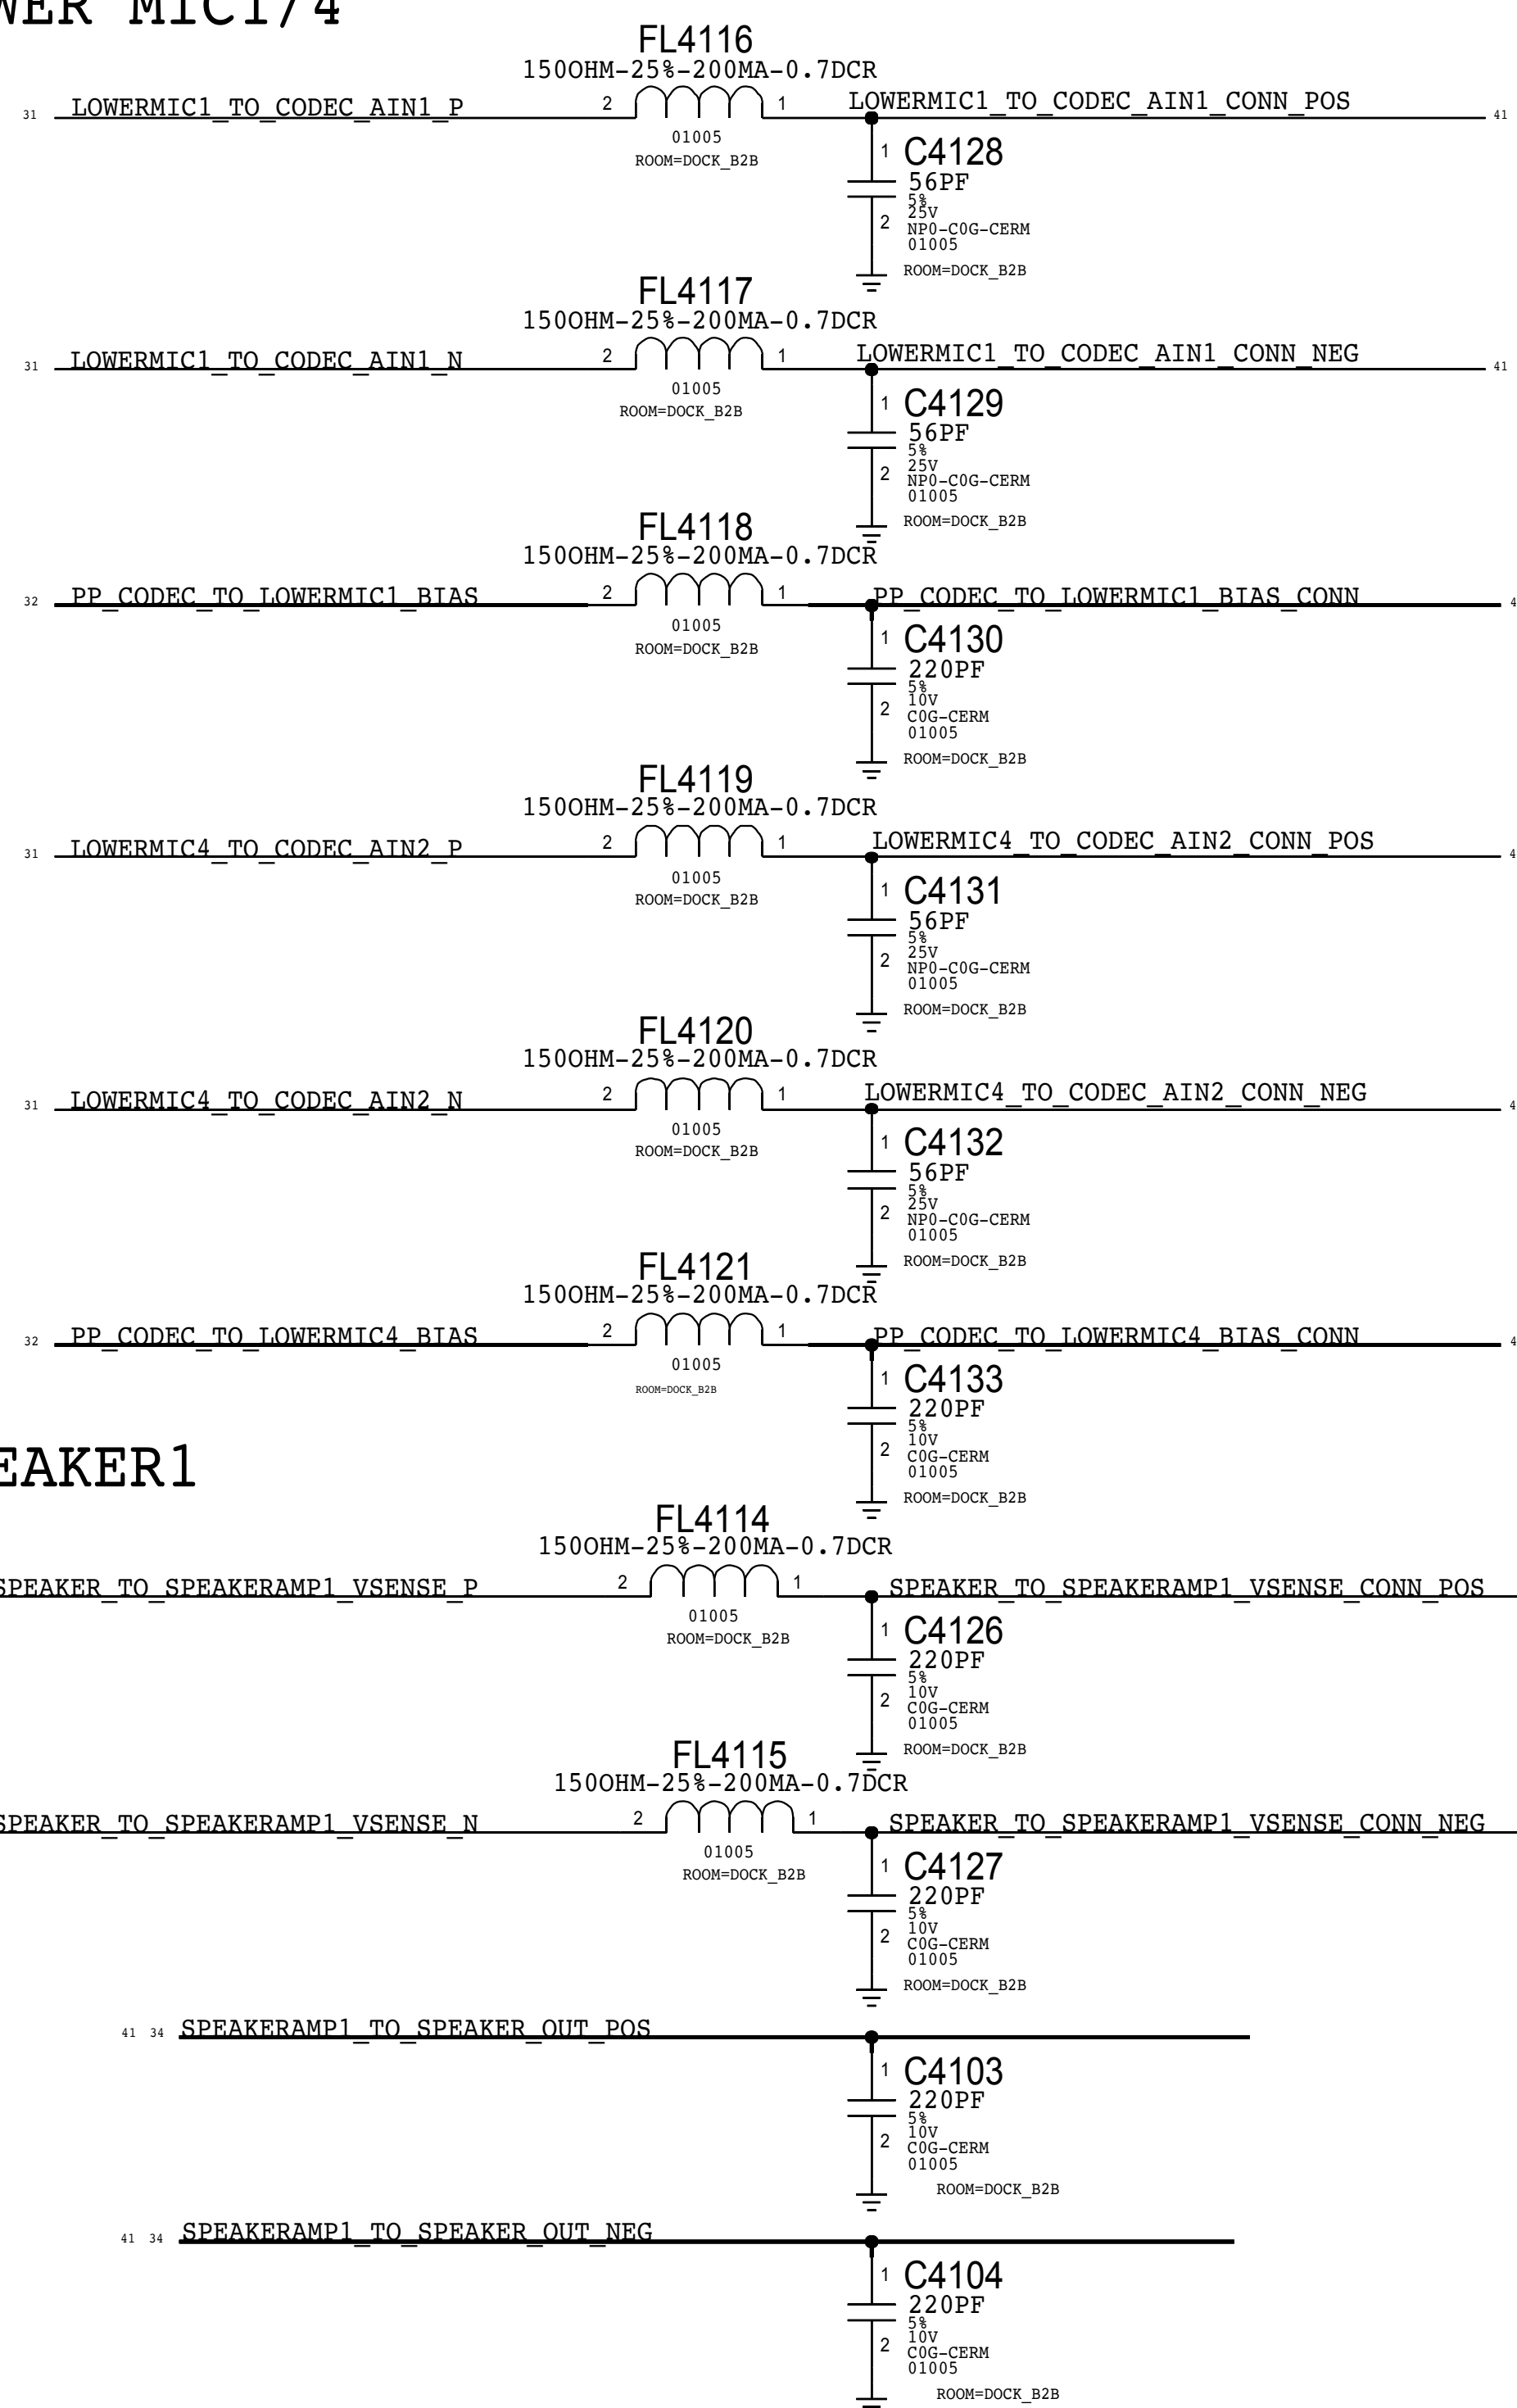 WER MIC1/4
FL4116
150OHM-25%-200MA-0.7DCR
31 LOWERMIC1_TO_CODEC_AIN1_P 2 1 LOWERMIC1_TO_CODEC_AIN1_CONN_POS 41
01005
ROOM=DOCK_B2B
1 C4128
56PF
5%
25V
2 NP0-C0G-CERM
01005
ROOM=DOCK_B2B
FL4117
150OHM-25%-200MA-0.7DCR
31 LOWERMIC1_TO_CODEC_AIN1_N 2 1 LOWERMIC1_TO_CODEC_AIN1_CONN_NEG 41
01005
ROOM=DOCK_B2B
1 C4129
56PF
5%
25V
2 NP0-C0G-CERM
01005
ROOM=DOCK_B2B
FL4118
150OHM-25%-200MA-0.7DCR
32 PP_CODEC_TO_LOWERMIC1_BIAS 2 1 PP_CODEC_TO_LOWERMIC1_BIAS_CONN 4
01005
ROOM=DOCK_B2B
1 C4130
220PF
5%
10V
2 C0G-CERM
01005
ROOM=DOCK_B2B
FL4119
150OHM-25%-200MA-0.7DCR
31 LOWERMIC4_TO_CODEC_AIN2_P 2 1 LOWERMIC4_TO_CODEC_AIN2_CONN_POS 4
01005
ROOM=DOCK_B2B
1 C4131
56PF
5%
25V
2 NP0-C0G-CERM
01005
ROOM=DOCK_B2B
FL4120
150OHM-25%-200MA-0.7DCR
31 LOWERMIC4_TO_CODEC_AIN2_N 2 1 LOWERMIC4_TO_CODEC_AIN2_CONN_NEG 4
01005
ROOM=DOCK_B2B
1 C4132
56PF
5%
25V
2 NP0-C0G-CERM
01005
ROOM=DOCK_B2B
FL4121
150OHM-25%-200MA-0.7DCR
32 PP_CODEC_TO_LOWERMIC4_BIAS 2 1 PP_CODEC_TO_LOWERMIC4_BIAS_CONN 4
01005
ROOM=DOCK_B2B
1 C4133
220PF
5%
10V
2 C0G-CERM
01005
ROOM=DOCK_B2B
EAKER1
FL4114
150OHM-25%-200MA-0.7DCR
SPEAKER_TO_SPEAKERAMP1_VSENSE_P 2 1 SPEAKER_TO_SPEAKERAMP1_VSENSE_CONN_POS
01005
ROOM=DOCK_B2B
1 C4126
220PF
5%
10V
2 C0G-CERM
01005
ROOM=DOCK_B2B
FL4115
150OHM-25%-200MA-0.7DCR
SPEAKER_TO_SPEAKERAMP1_VSENSE_N 2 1 SPEAKER_TO_SPEAKERAMP1_VSENSE_CONN_NEG
01005
ROOM=DOCK_B2B
1 C4127
220PF
5%
10V
2 C0G-CERM
01005
ROOM=DOCK_B2B
41 34 SPEAKERAMP1_TO_SPEAKER_OUT_POS
1 C4103
220PF
5%
10V
2 C0G-CERM
01005
ROOM=DOCK_B2B
41 34 SPEAKERAMP1_TO_SPEAKER_OUT_NEG
1 C4104
220PF
5%
10V
2 C0G-CERM
01005
ROOM=DOCK_B2B